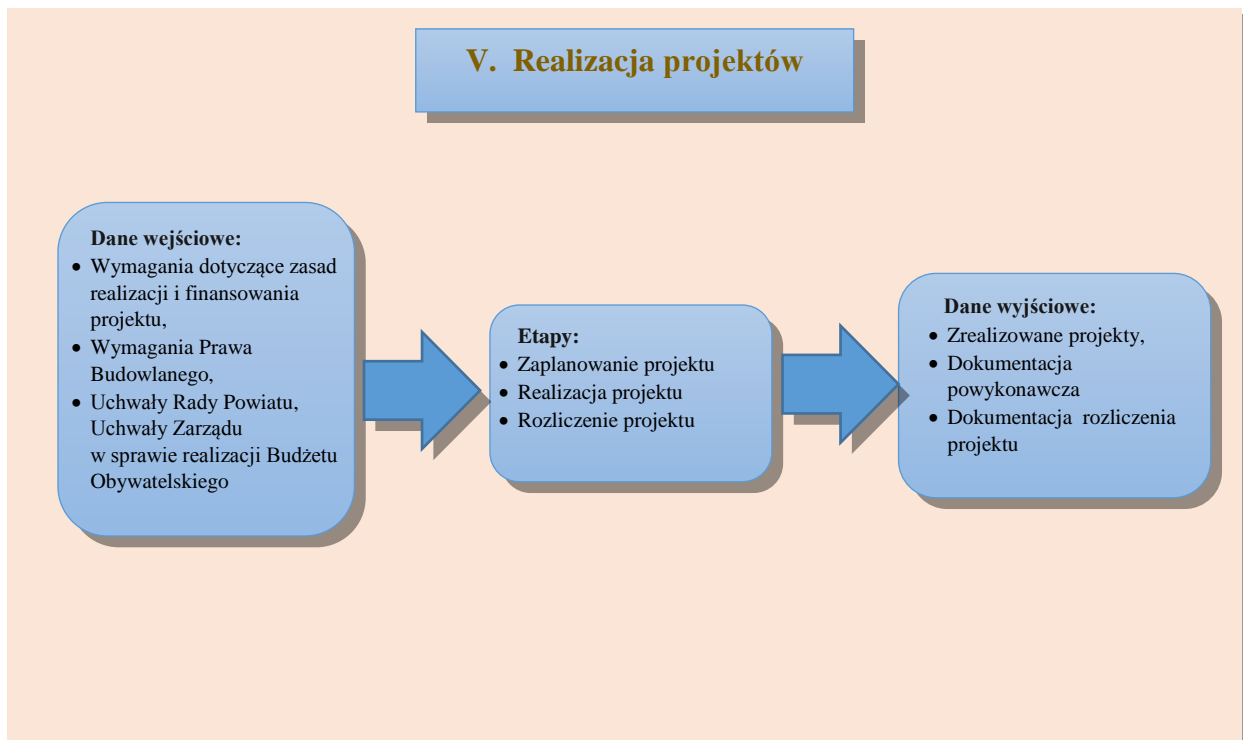 V. Realizacja projektów
Dane wejściowe:
• Wymagania dotyczące zasad
realizacji i finansowania
projektu,
• Wymagania Prawa
Budowlanego,
• Uchwały Rady Powiatu,
Uchwały Zarządu
w sprawie realizacji Budżetu
Obywatelskiego
Etapy:
• Zaplanowanie projektu
• Realizacja projektu
• Rozliczenie projektu
Dane wyjściowe:
• Zrealizowane projekty,
• Dokumentacja
powykonawcza
• Dokumentacja rozliczenia
projektu